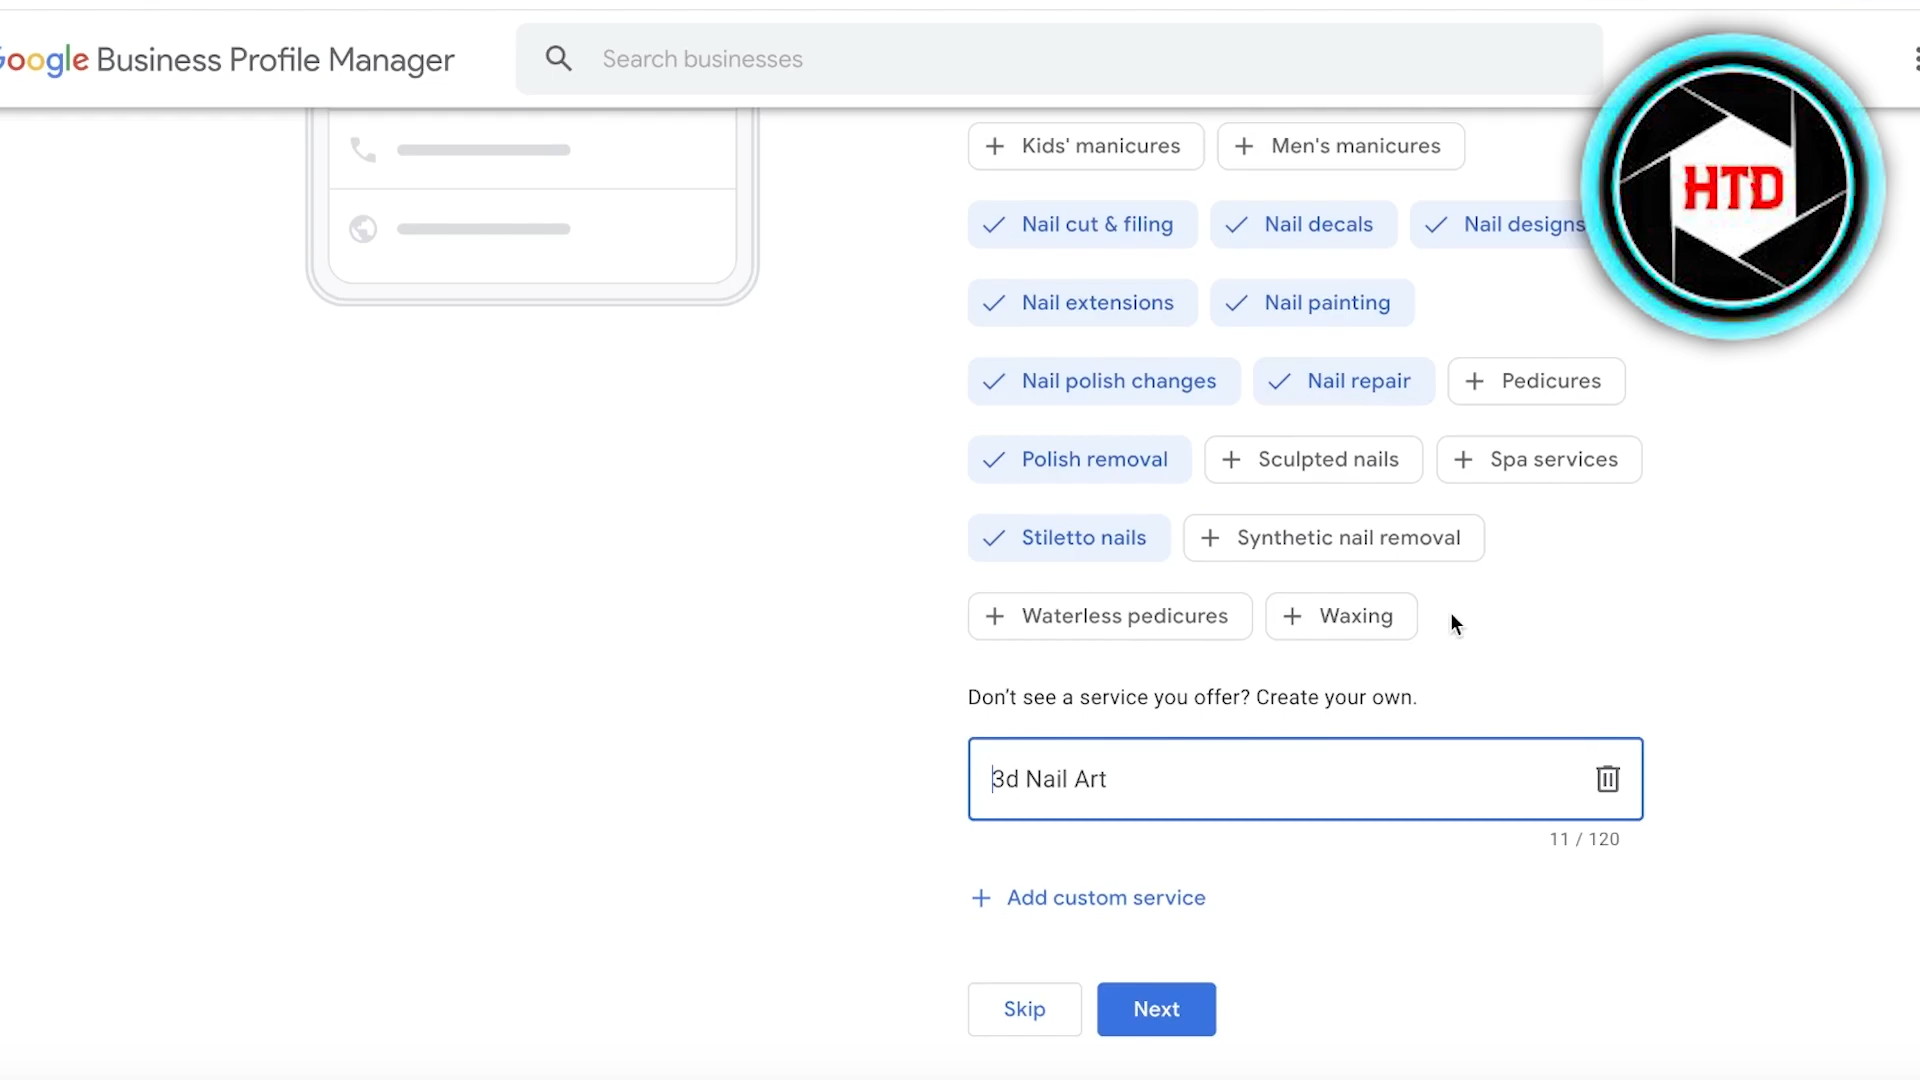 Google Business Profile Manager Search businesses
HTD
Kids' manicures Men's manicures
Nail cut & filing Nail decals Nail designs
Nail extensions Nail painting
Nail polish changes Nail repair Pedicures
Polish removal Sculpted nails Spa services
Stiletto nails Synthetic nail removal
Waterless pedicures Waxing
Don’t see a service you offer? Create your own.
3d Nail Art
11 / 120
Add custom service
Skip Next